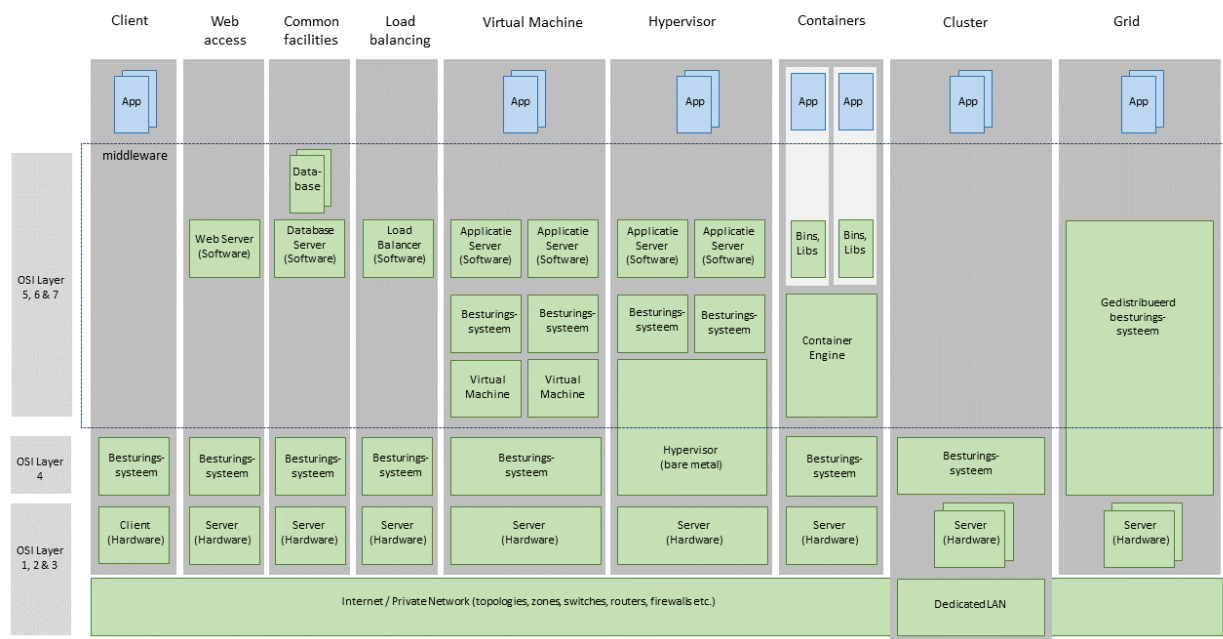 Client
Web
access
Common
facilities
Load
balancing
Virtual Machine
Hypervisor
Containers
Cluster
Grid
App
App
App
App
App
App
App
middleware
Data-
base
Web Server
(Software)
Database
Server
(Software)
Load
Balancer
(Software)
Applicatie
Server
(Software)
Applicatie
Server
(Software)
Applicatie
Server
(Software)
Applicatie
Server
(Software)
Bins,
Libs
Bins,
Libs
OSI Layer
5, 6 & 7
Besturings-
systeem
Besturings-
systeem
Besturings-
systeem
Besturings-
systeem
Container
Engine
Gedistribueerd
besturings-
systeem
Virtual
Machine
Virtual
Machine
OSI Layer
4
Besturings-
systeem
Besturings-
systeem
Besturings-
systeem
Besturings-
systeem
Besturings-
systeem
Hypervisor
(bare metal)
Besturings-
systeem
Besturings-
systeem
OSI Layer
1, 2 & 3
Client
(Hardware)
Server
(Hardware)
Server
(Hardware)
Server
(Hardware)
Server
(Hardware)
Server
(Hardware)
Server
(Hardware)
Server
(Hardware)
Server
(Hardware)
Internet / Private Network (topologies, zones, switches, routers, firewalls etc.)
Dedicated LAN